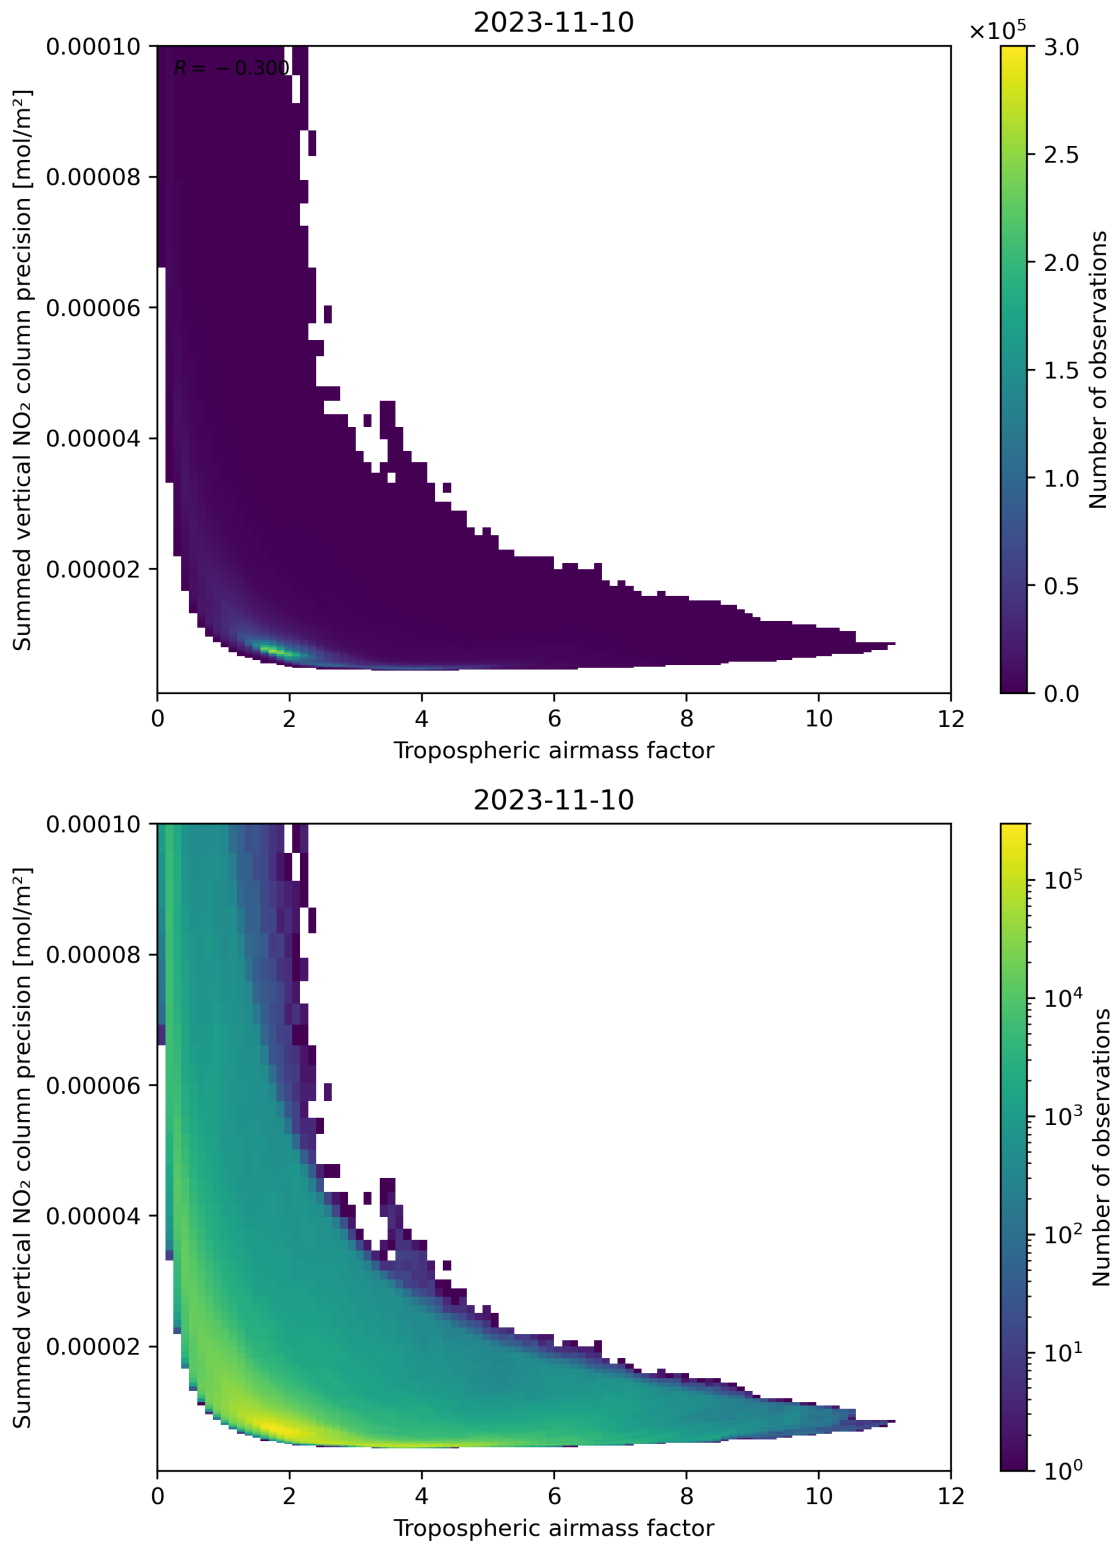 2023-11-10
×10⁵
R = −0.300
0.00010
0.00008
0.00006
0.00004
0.00002
Summed vertical NO₂ column precision [mol/m²]
0 2 4 6 8 10 12
Tropospheric airmass factor
3.0
2.5
2.0
1.5
1.0
0.5
0.0
Number of observations
2023-11-10
0.00010
0.00008
0.00006
0.00004
0.00002
Summed vertical NO₂ column precision [mol/m²]
0 2 4 6 8 10 12
Tropospheric airmass factor
10⁵
10⁴
10³
10²
10¹
10⁰
Number of observations